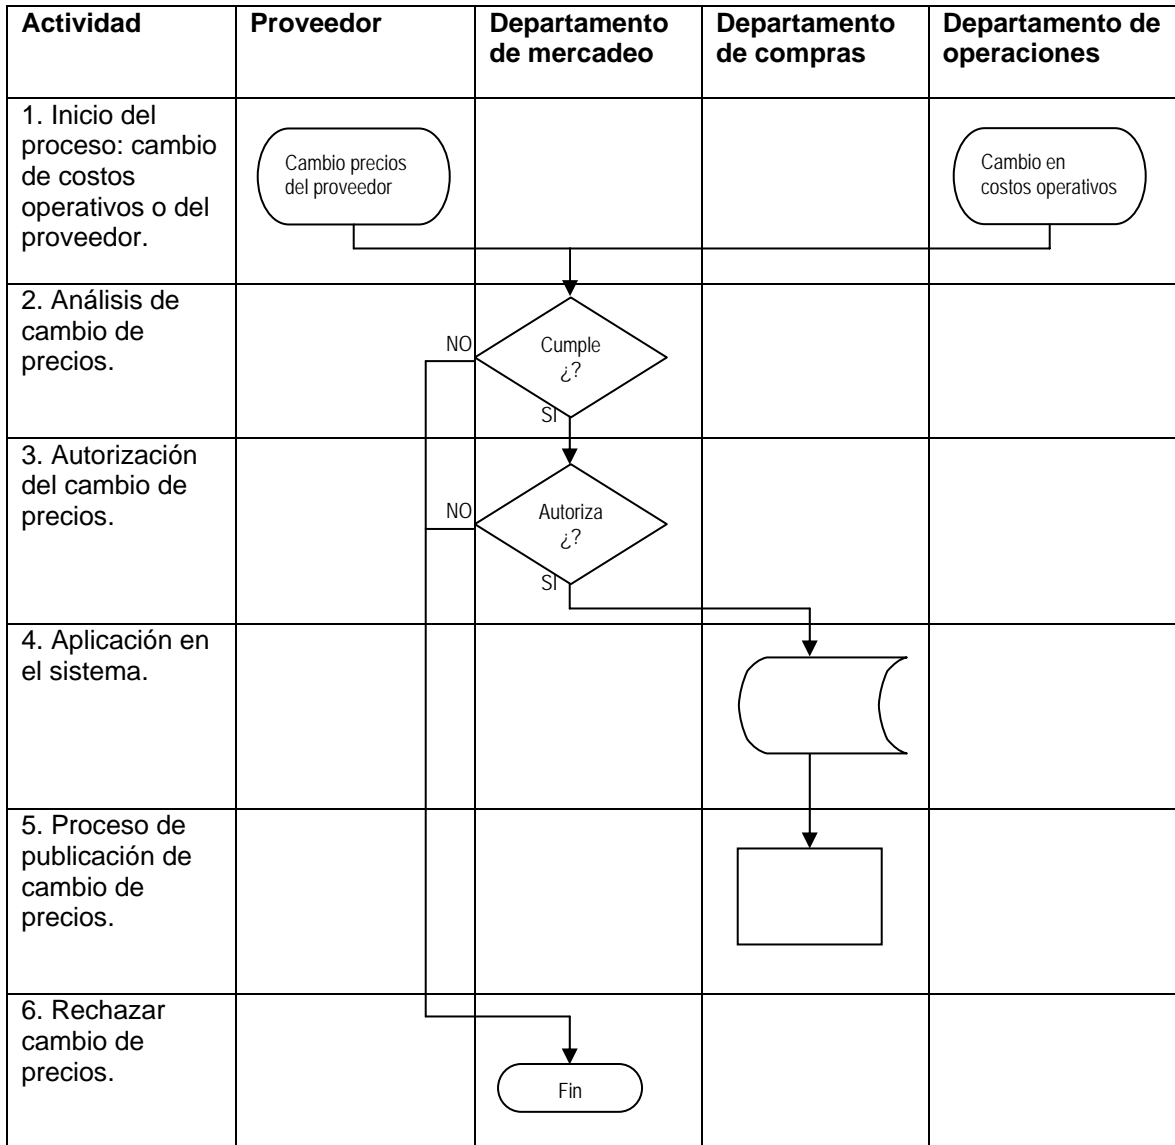 Actividad
Proveedor
Departamento
de mercadeo
Departamento
de compras
Departamento de
operaciones
1. Inicio del
proceso: cambio
de costos
operativos o del
proveedor.
Cambio precios
del proveedor
Cambio en
costos operativos
2. Análisis de
cambio de
precios.
NO
Cumple
¿?
SI
3. Autorización
del cambio de
precios.
NO
Autoriza
¿?
SI
4. Aplicación en
el sistema.
5. Proceso de
publicación de
cambio de
precios.
6. Rechazar
cambio de
precios.
Fin